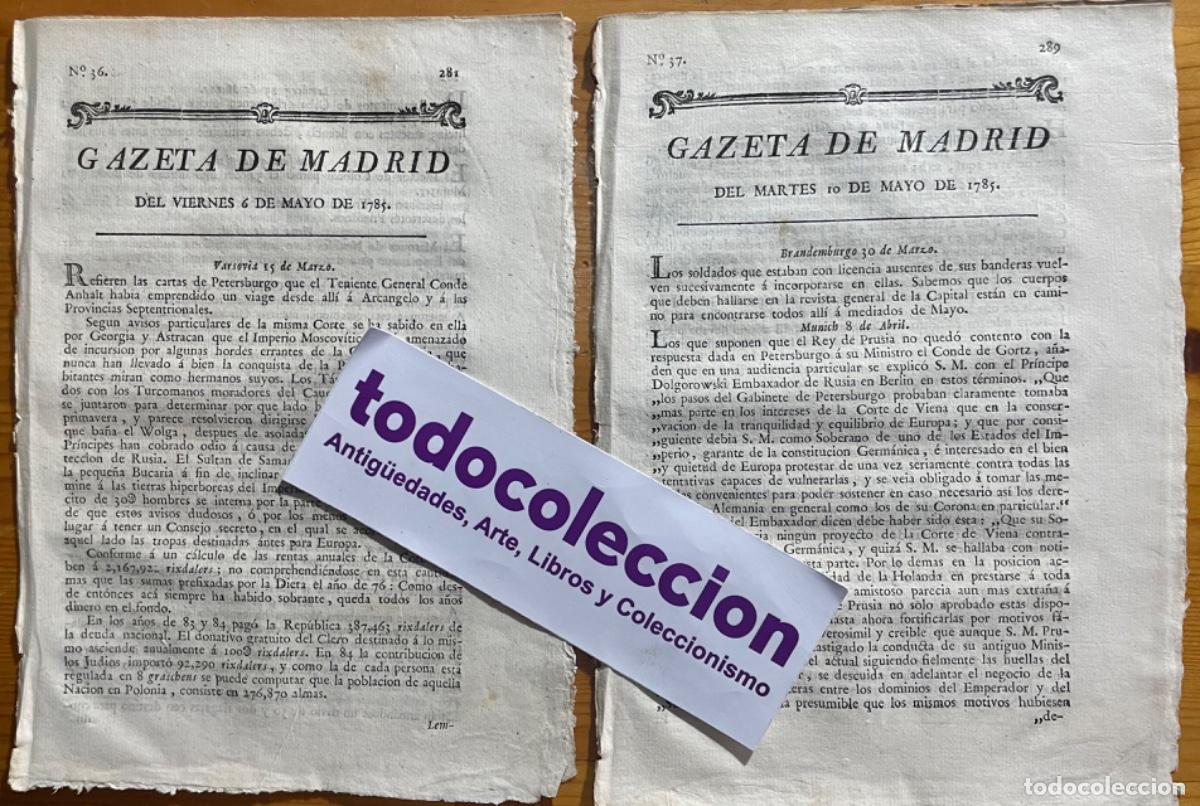 Nº 36.
281
GAZETA DE MADRID
DEL VIERNES 6 DE MAYO DE 1785.
Varsovia 15 de Marzo.
Refieren las cartas de Petersburgo que el Teniente General Conde
Anhalt habia emprendido un viage desde allí á Arcangelo y á las
Provincias Septentrionales.
Segun avisos particulares de la misma Corte se ha sabido en ella
por Georgia y Astracan que el Imperio Moscovítico amenazado
de incursion por algunas hordes errantes de la que
nunca han llevado á bien la conquista de la
bitantes miran como hermanos suyos. Los
dos con los Turcomanos moradores del
se juntaron para determinar por que lado
primavera, y parece resolvieron dirigirse
que baña el Wolga, despues de
Príncipes han cobrado odio á causa de
teccion de Rusia. El Sultan de
la pequeña Bucaria á fin de
mine á las tierras hiperboreas del
cito de 30@ hombres se interna por la parte
de que estos avisos dudosos, ó por los menos
lugar á tener un Consejo secreto, en el qual se
aquel lado las tropas destinadas ántes para Europa.
Conforme á un cálculo de las rentas anuales de la
ben á 2,167,92 rixdalers; no comprehendiéndose en esta
mas que las sumas prefixadas por la Dieta el año de 76: Como des-
de entónces acá siempre ha habido sobrante, queda todos los años
dinero en el fondo.
En los años de 83 y 84 pagó la República 187,463 rixdalers de
la deuda nacional. El donativo gratuito del Clero destinado á lo mis-
mo asciende anualmente á 100@ rixdalers. En 84 la contribucion de
los Judios importó 92,290 rixdalers, y como la de cada persona está
regulada en 8 graichens se puede computar que la poblacion de aquella
Nacion en Polonia, consiste en 276,870 almas.
Lem-
Nº 37.
289
GAZETA DE MADRID
DEL MARTES 10 DE MAYO DE 1785.
Brandemburgo 30 de Marzo.
Los soldados que estaban con licencia ausentes de sus banderas vuel-
ven sucesivamente á incorporarse en ellas. Sabemos que los cuerpos
que deben hallarse en la revista general de la Capital están en cami-
no para encontrarse todos allí á mediados de Mayo.
Munich 8 de Abril.
Los que suponen que el Rey de Prusia no quedó contento con la
respuesta dada en Petersburgo á su Ministro el Conde de Gortz, aña-
den que en una audiencia particular se explicó S. M. con el Príncipe
Dolgorowski Embaxador de Rusia en Berlin en estos términos. „Que
„los pasos del Gabinete de Petersburgo probaban claramente tomaba
„mas parte en los intereses de la Corte de Viena que en la conser-
„vacion de la tranquilidad y equilibrio de Europa; y que por consi-
„guiente debia S. M. como Soberano de uno de los Estados del Im-
„perio, garante de la constitucion Germánica, é interesado en el bien
„y quietud de Europa protestar de una vez seriamente contra todas las
„tentativas capaces de vulnerarlas, y se veia obligado á tomar las me-
convenientes para poder sostener en caso necesario así los dere-
Alemania en general como los de su Corona en particular.“
del Embaxador dicen debe haber sido esta: „Que su So-
ningun proyecto de la Corte de Viena contra-
Germánica, y quizá S. M. se hallaba con noti-
parte. Por lo demas en la posicion ac-
de la Holanda en prestarse á toda
amistoso parecia aun mas extraña á
Prusia no solo aprobado estas dispo-
hasta ahora fortificarlas por motivos
y creible que aunque S. M. Pru-
la conducta de su antiguo Minis-
el actual siguiendo fielmente las huellas del
se descuida en adelantar el negocio de la
entre los dominios del Emperador y del
presumible que los mismos motivos hubiesen
„de-
todocoleccion
Antigüedades, Arte, Libros y Coleccionismo
todocoleccion